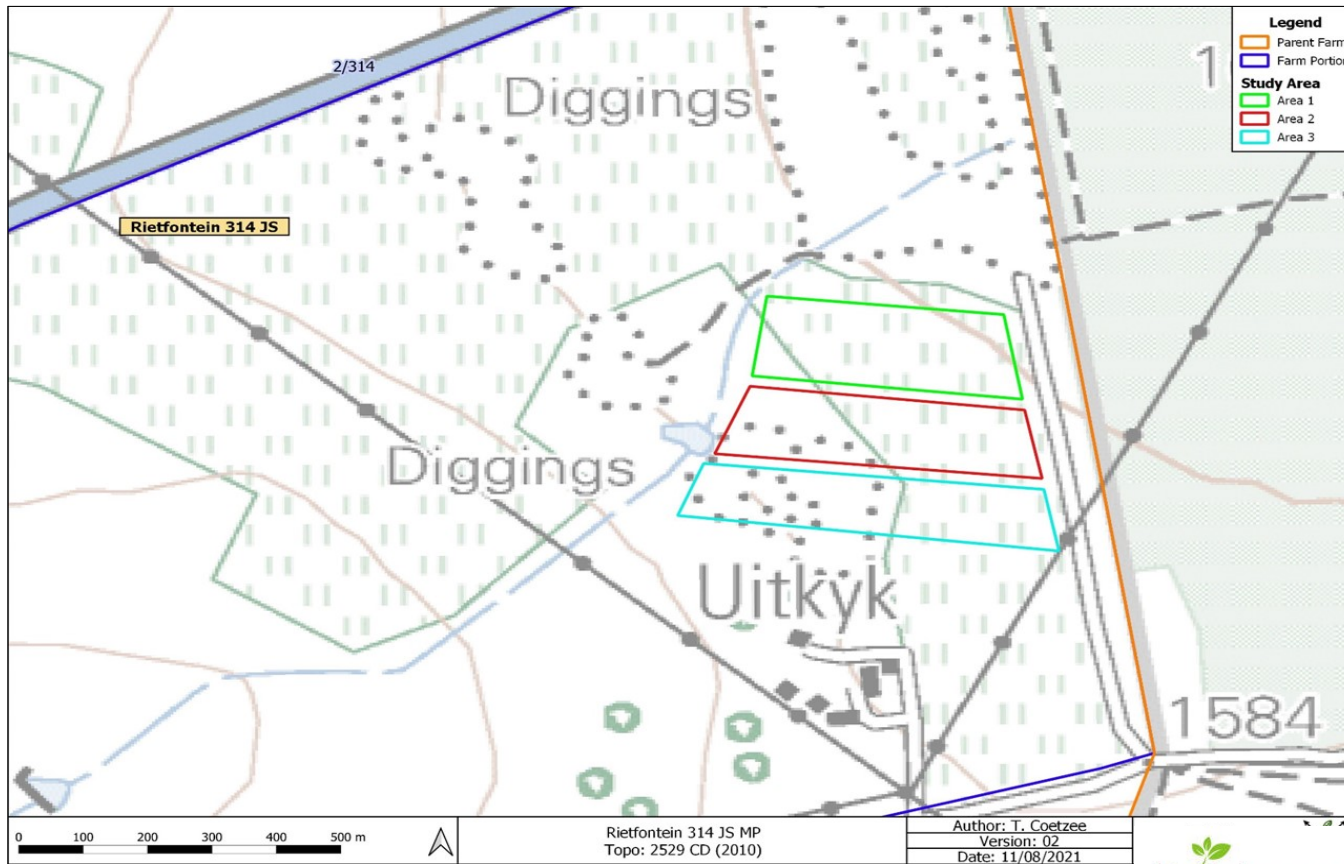 Legend
Parent Farm
Farm Portion
Study Area
Area 1
Area 2
Area 3
2/314
Diggings
Rietfontein 314 JS
Diggings
Uitkyk
1584
0 100 200 300 400 500 m
Rietfontein 314 JS MP
Topo: 2529 CD (2010)
Author: T. Coetzee
Version: 02
Date: 11/08/2021